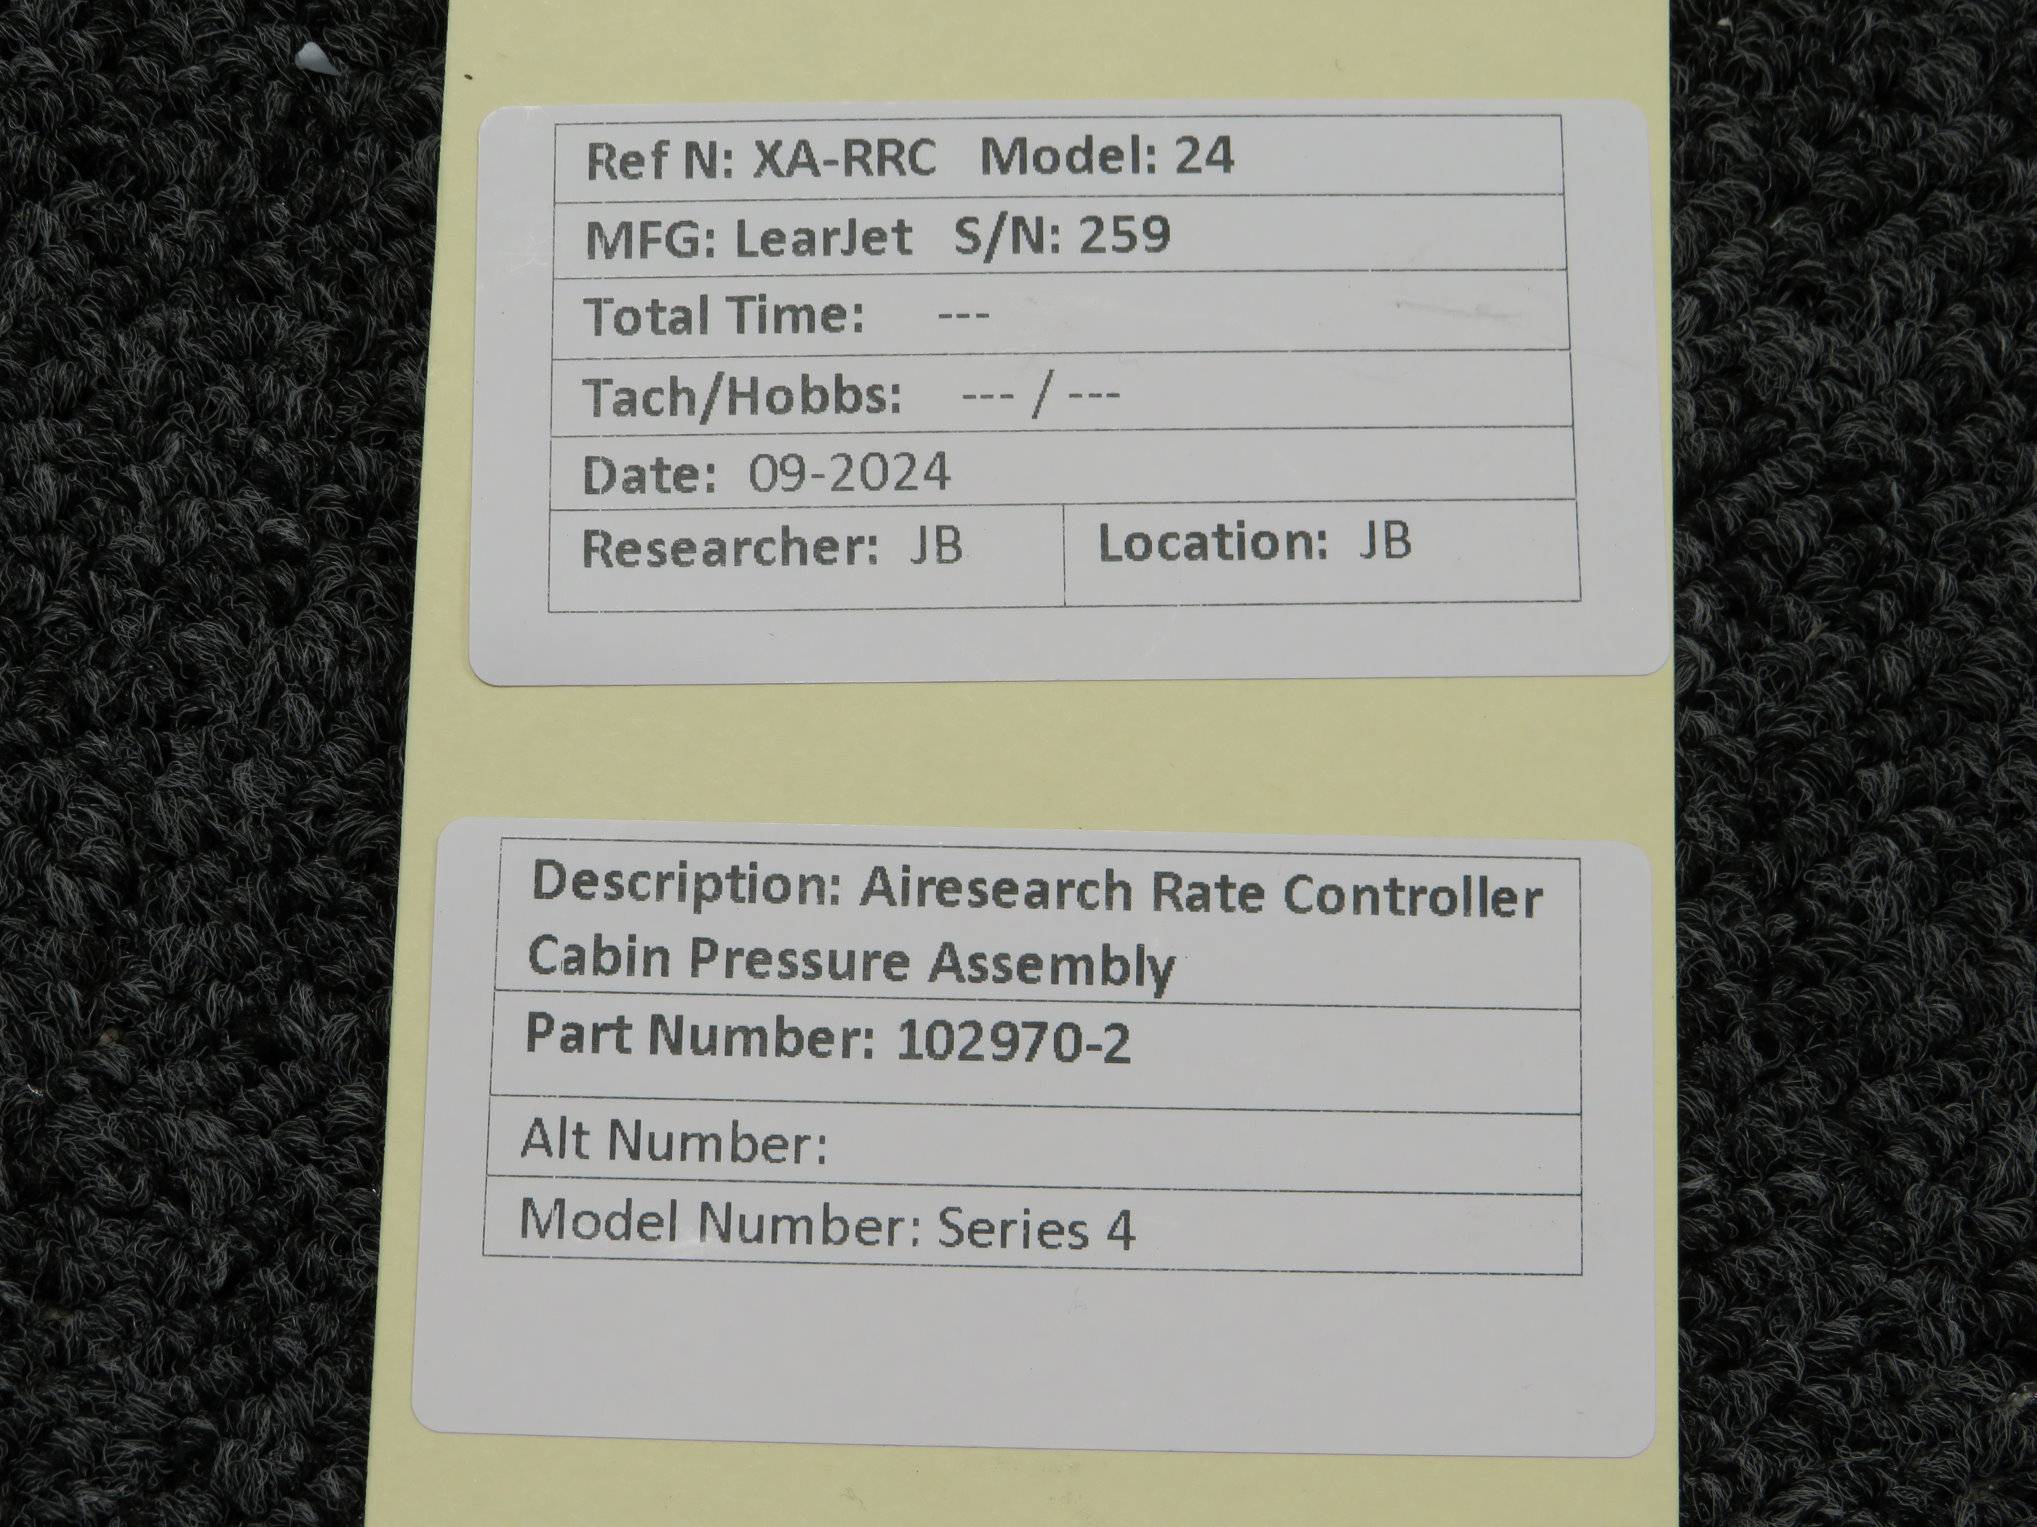 Ref N: XA-RRC Model: 24
MFG: LearJet S/N: 259
Total Time: ---
Tach/Hobbs: --- / ---
Date: 09-2024
Researcher: JB Location: JB
Description: Airesearch Rate Controller
Cabin Pressure Assembly
Part Number: 102970-2
Alt Number:
Model Number: Series 4